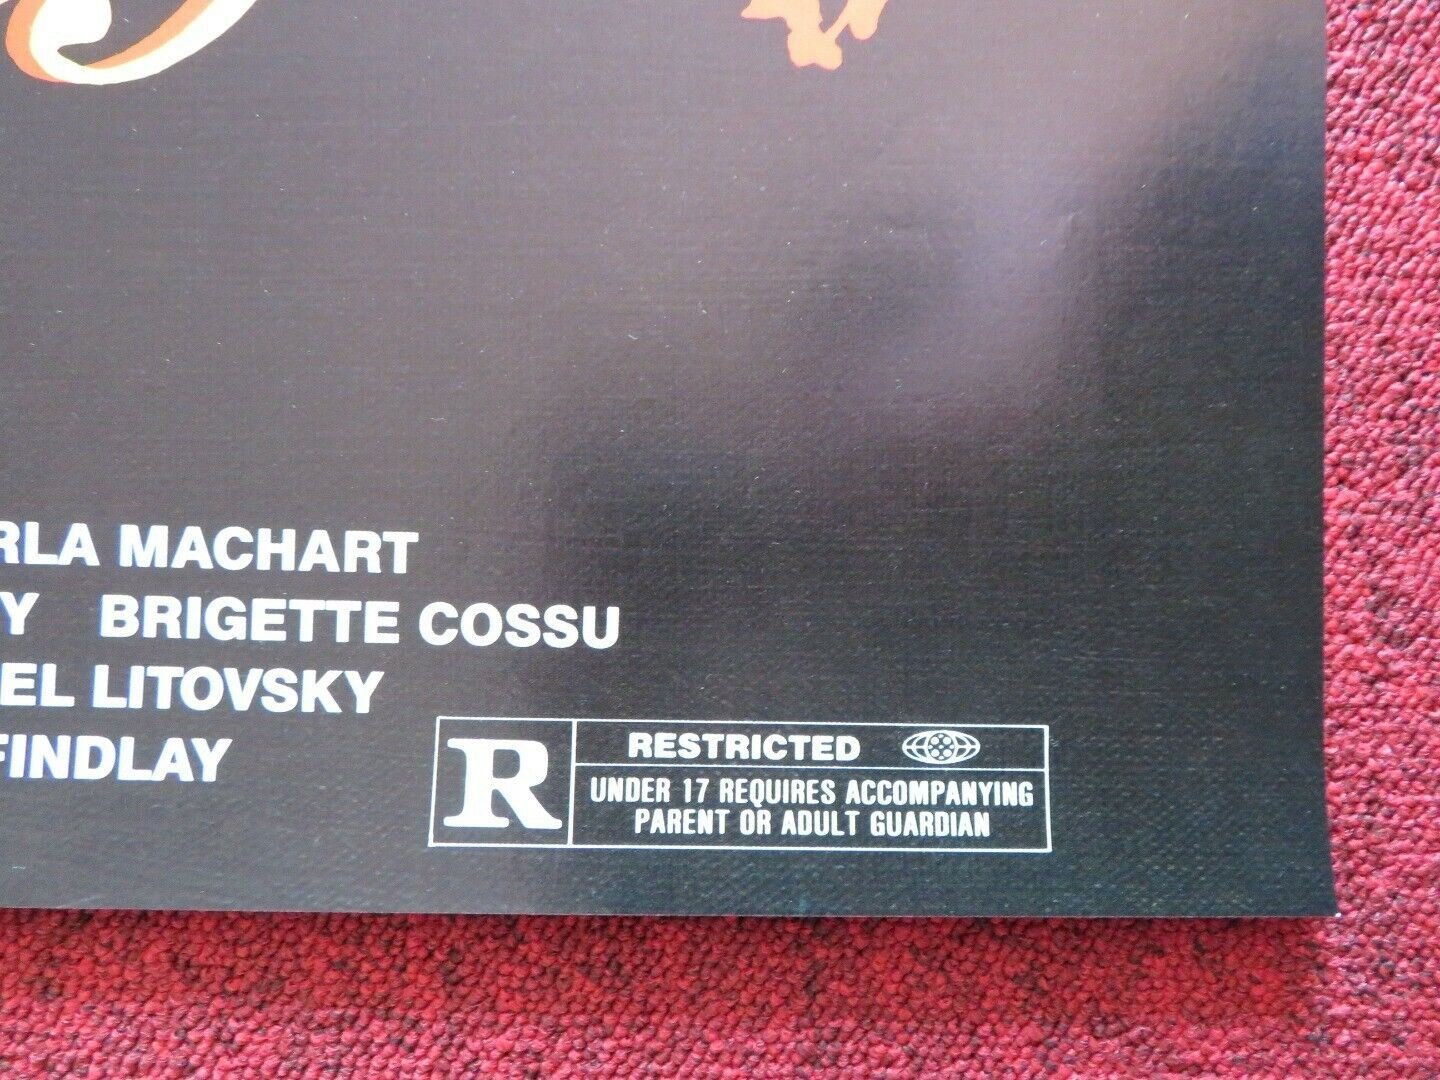 RLA MACHART
Y BRIGETTE COSSU
EL LITOVSKY
FINDLAY
R
RESTRICTED
UNDER 17 REQUIRES ACCOMPANYING
PARENT OR ADULT GUARDIAN